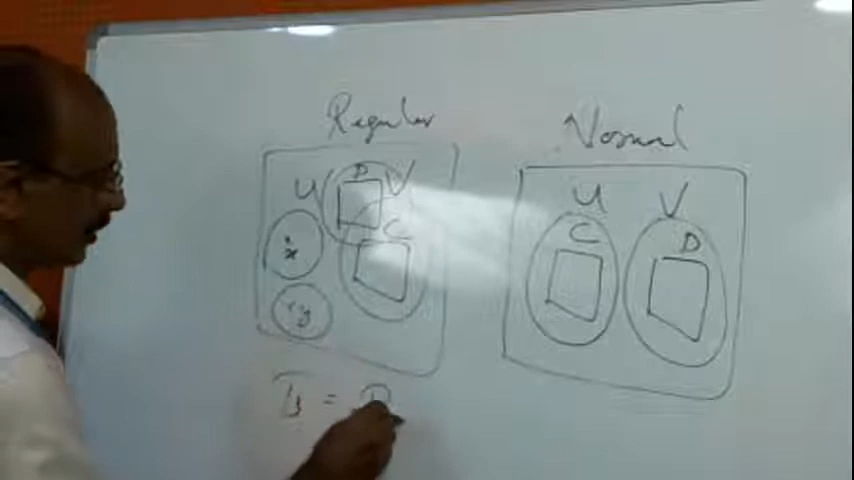 Regular
Normal
U D V
C
x
y
U V
C D
=